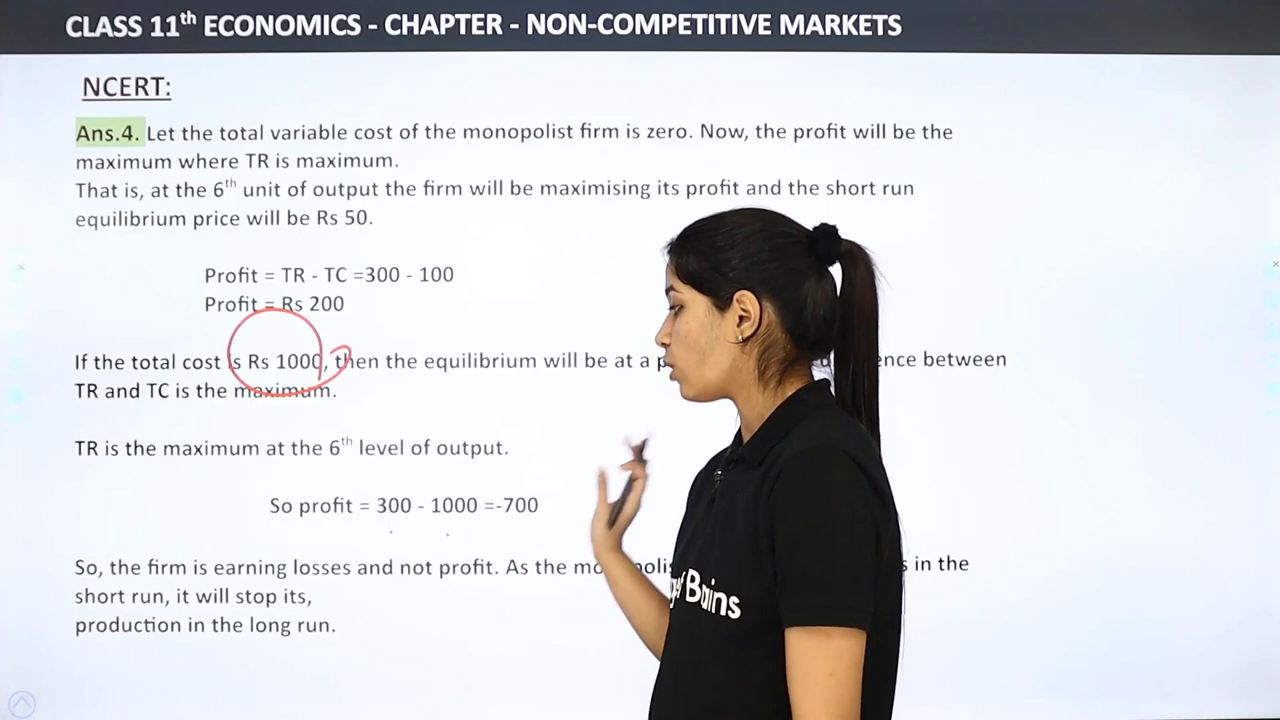 CLASS 11th ECONOMICS - CHAPTER - NON-COMPETITIVE MARKETS
NCERT:
Ans.4. Let the total variable cost of the monopolist firm is zero. Now, the profit will be the
maximum where TR is maximum.
That is, at the 6th unit of output the firm will be maximising its profit and the short run
equilibrium price will be Rs 50.
Profit = TR - TC =300 - 100
Profit = Rs 200
If the total cost is Rs 1000, then the equilibrium will be at a between
TR and TC is the maximum.
TR is the maximum at the 6th level of output.
So profit = 300 - 1000 =-700
So, the firm is earning losses and not profit. As the in the
short run, it will stop its,
production in the long run.
Brains